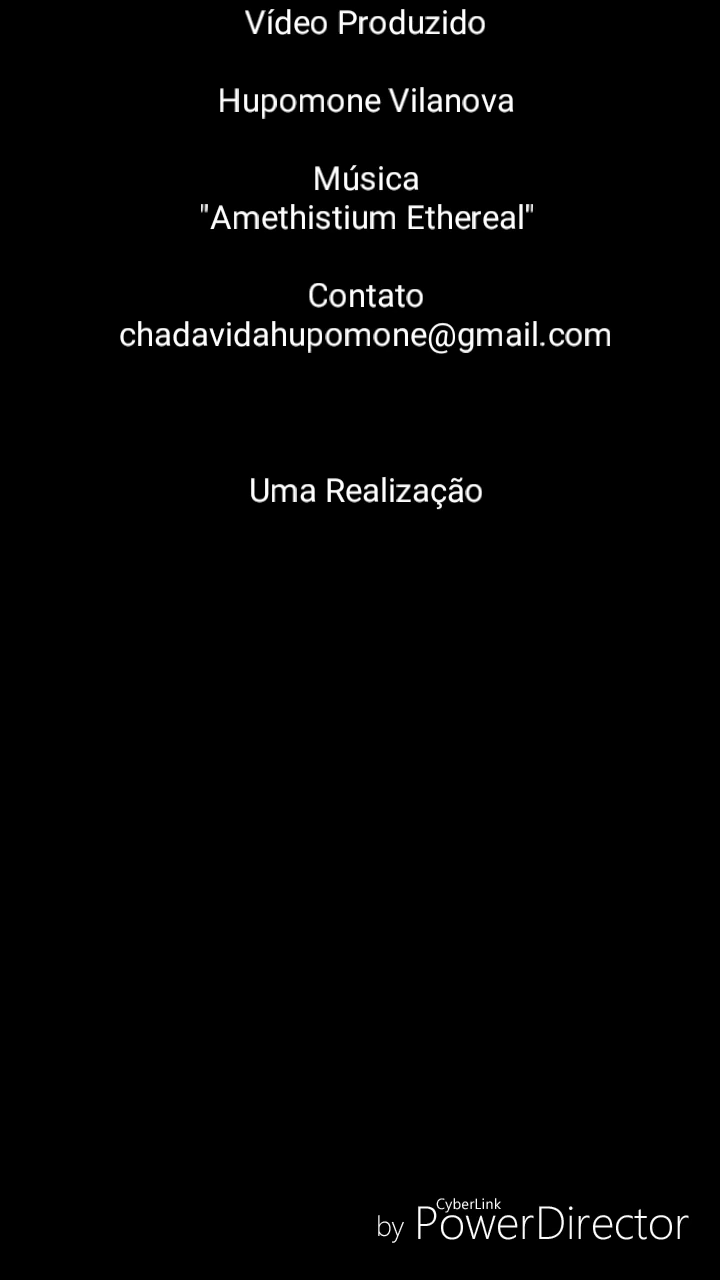 Vídeo Produzido
Hupomone Vilanova
Música
"Amethistium Ethereal"
Contato
chadavidahupomone@gmail.com
Uma Realização
by CyberLink PowerDirector